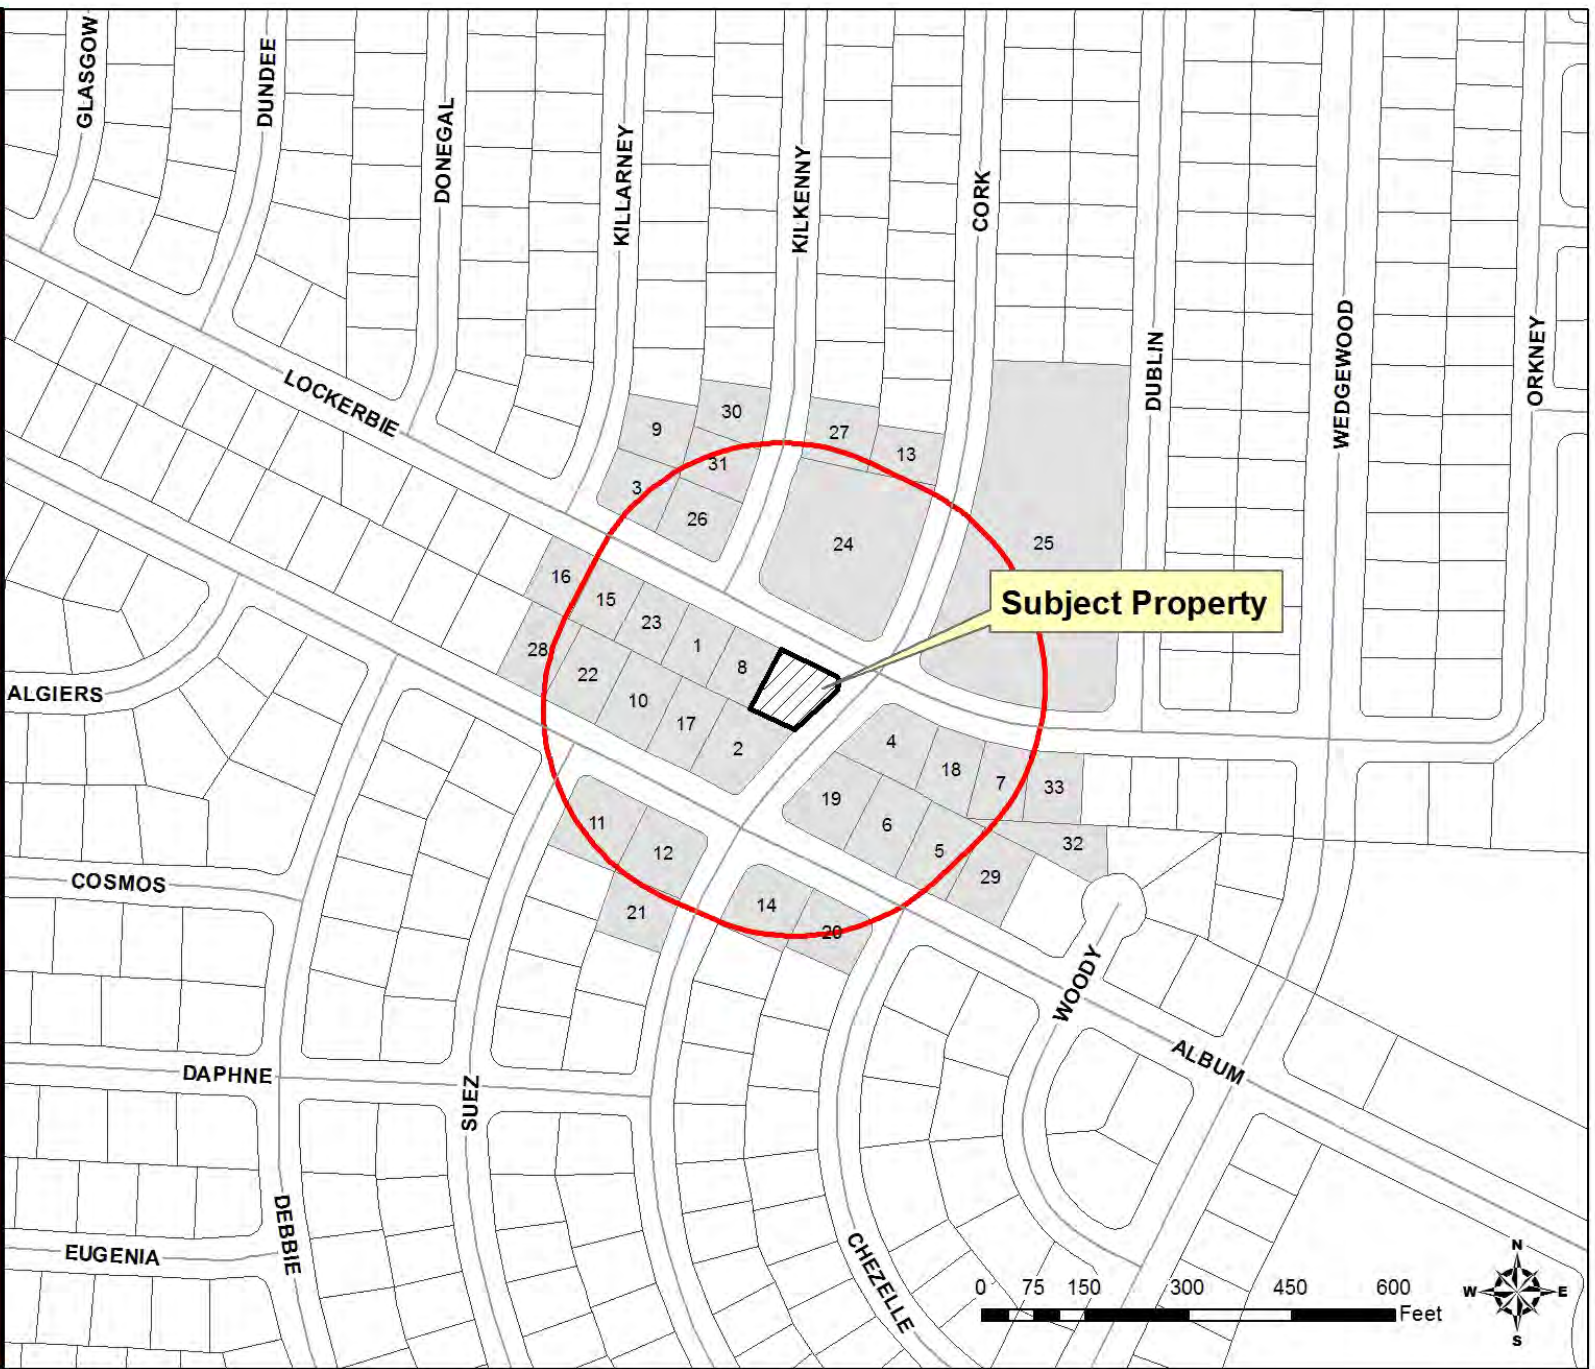 GLASGOW
DUNDEE
DONEGAL
KILLARNEY
KILKENNY
CORK
DUBLIN
WEDGEWOOD
ORKNEY
LOCKERBIE
30
9
27
13
31
3
26
24
25
16
15
23
1
8
Subject Property
28
22
10
17
2
ALGIERS
4
18
7
33
19
6
5
32
29
11
12
14
20
21
COSMOS
WOODY
ALBUM
DAPHNE
SUEZ
DEBBIE
EUGENIA
CHEZELLE
0 75 150 300 450 600
Feet
N
W E
S